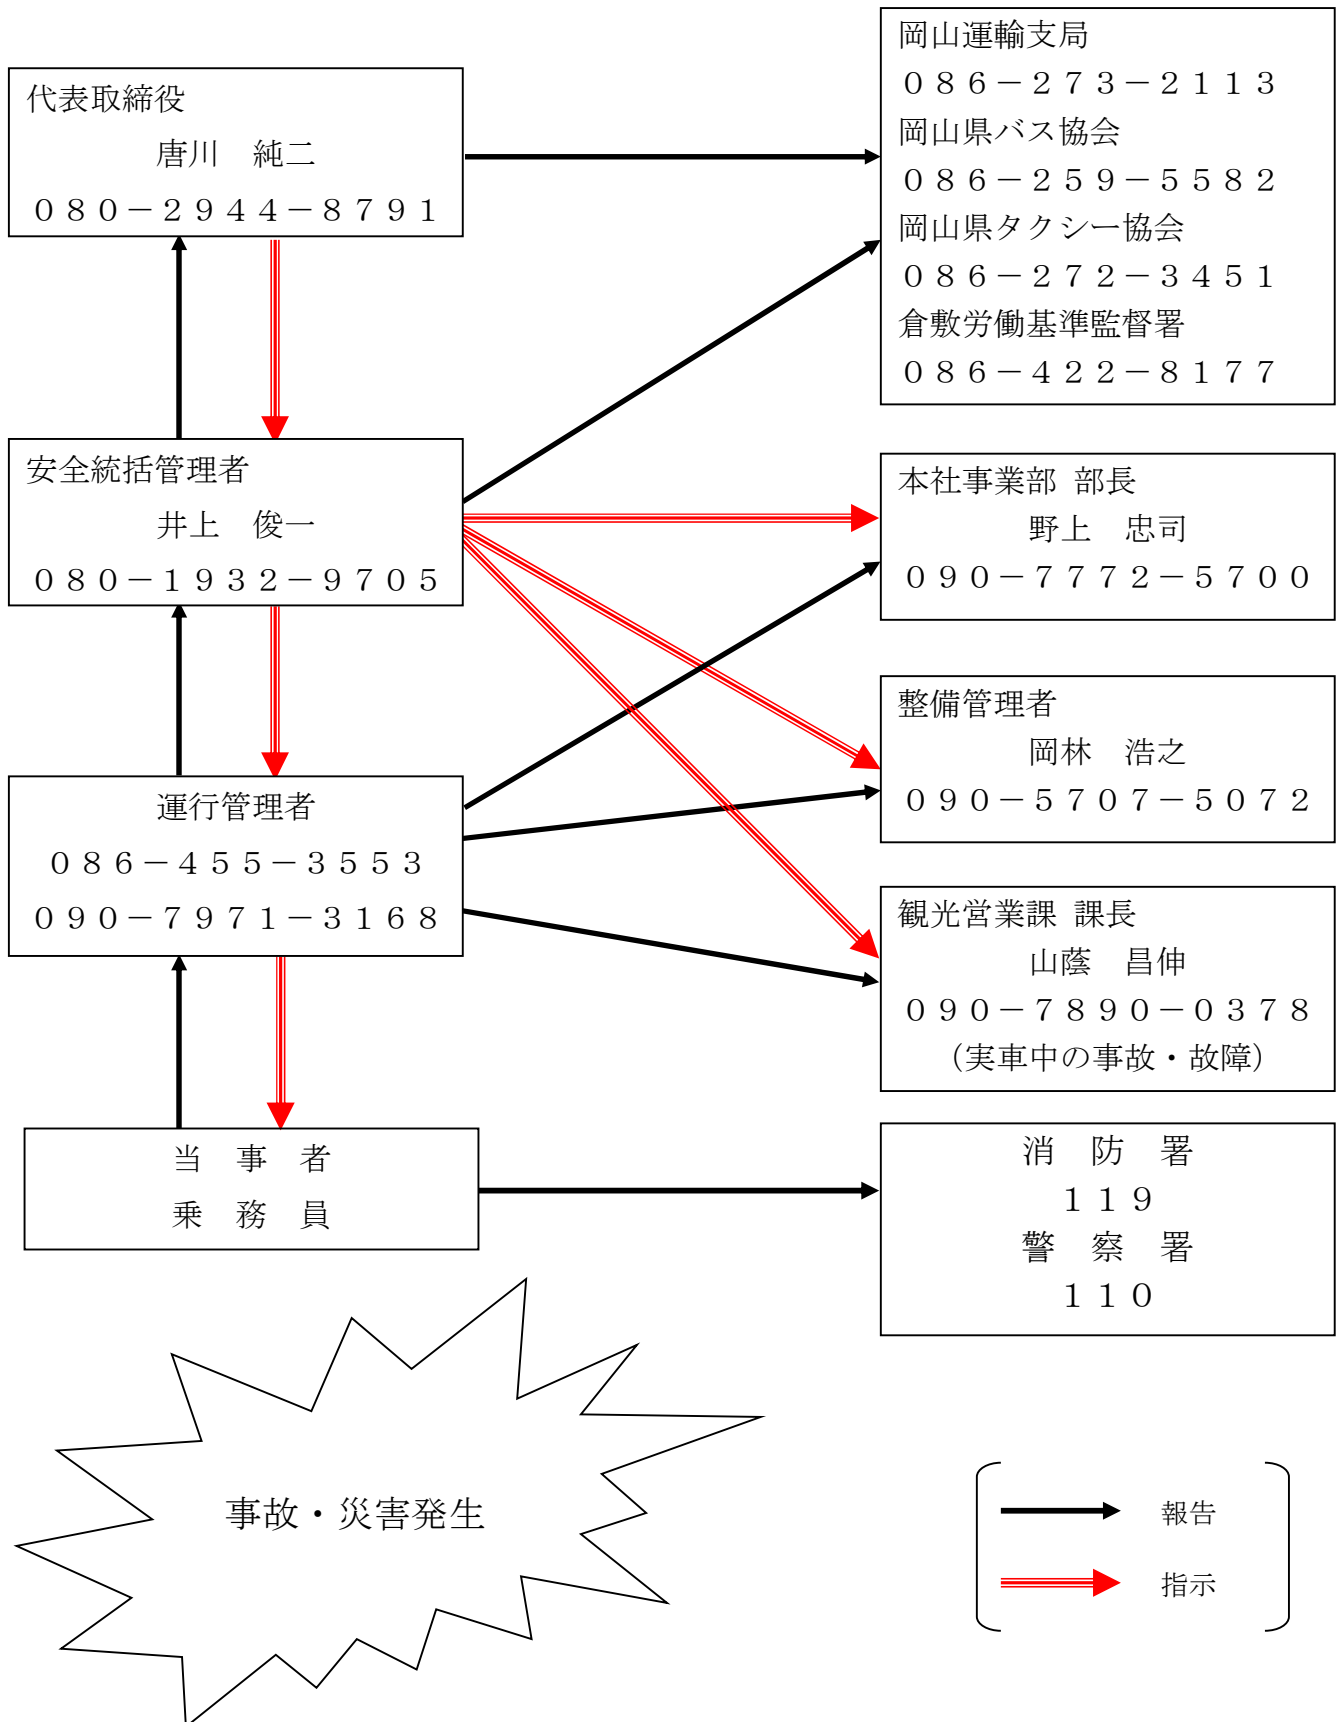 代表取締役
唐川　純二
０８０－２９４４－８７９１
岡山運輸支局
０８６－２７３－２１１３
岡山県バス協会
０８６－２５９－５５８２
岡山県タクシー協会
０８６－２７２－３４５１
倉敷労働基準監督署
０８６－４２２－８１７７
安全統括管理者
井上　俊一
０８０－１９３２－９７０５
本社事業部 部長
野上　忠司
０９０－７７７２－５７００
整備管理者
岡林　浩之
０９０－５７０７－５０７２
運行管理者
０８６－４５５－３５５３
０９０－７９７１－３１６８
観光営業課 課長
山蔭　昌伸
０９０－７８９０－０３７８
（実車中の事故・故障）
当　事　者
乗　務　員
消　防　署
１１９
警　察　署
１１０
事故・災害発生
報告
指示